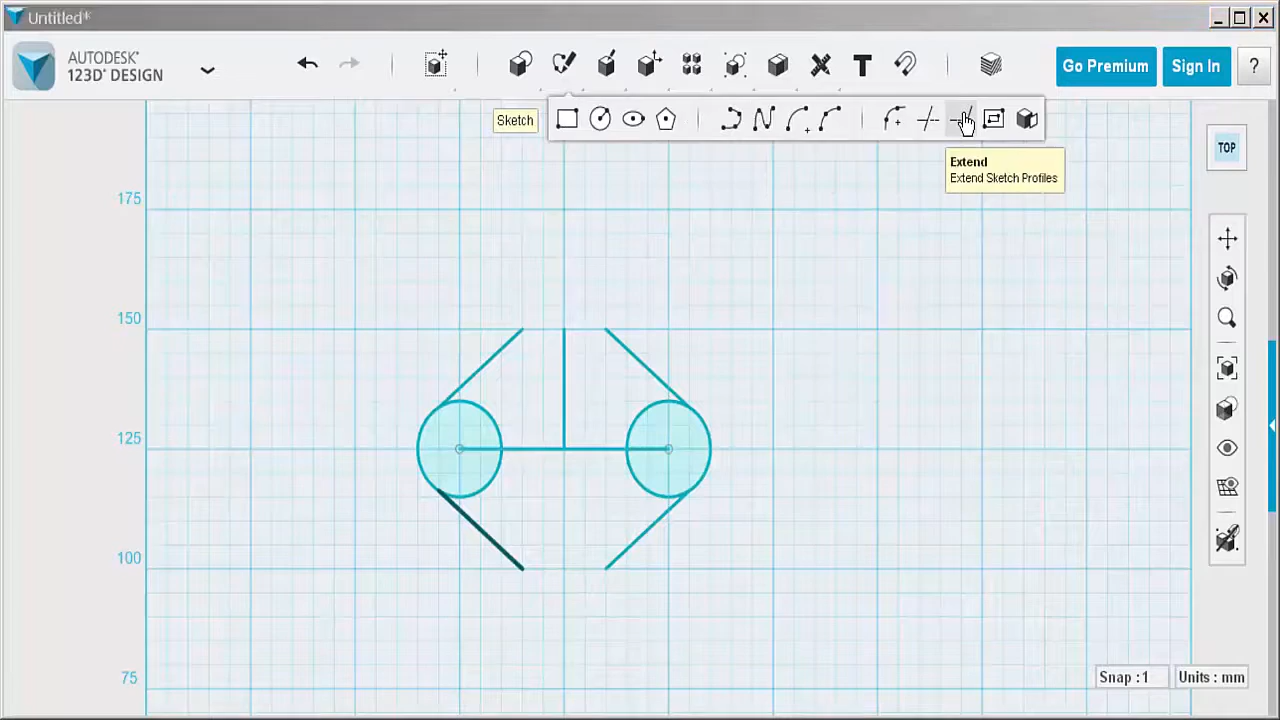 Untitled*
AUTODESK®
123D® DESIGN
Go Premium
Sign In
?
Sketch
Extend
Extend Sketch Profiles
TOP
175
150
125
100
75
Snap : 1
Units : mm